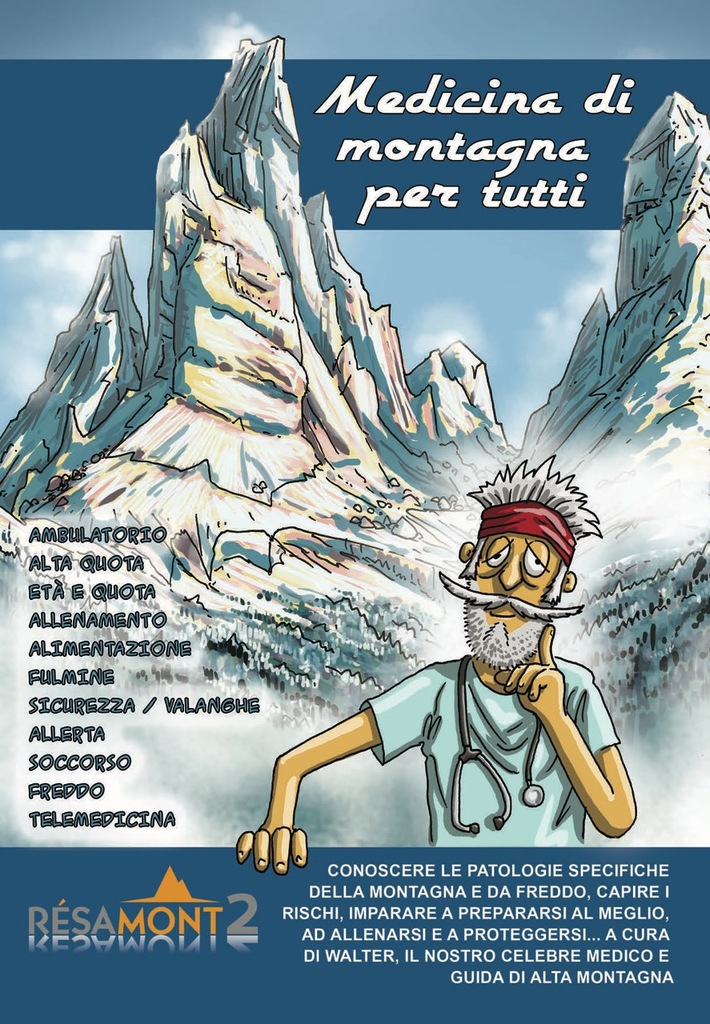 Medicina di
montagna
per tutti
AMBULATORIO
ALTA QUOTA
ETÀ E QUOTA
ALLENAMENTO
ALIMENTAZIONE
FULMINE
SICUREZZA / VALANGHE
ALLERTA
SOCCORSO
FREDDO
TELEMEDICINA
RÉSAMONT2
CONOSCERE LE PATOLOGIE SPECIFICHE
DELLA MONTAGNA E DA FREDDO, CAPIRE I
RISCHI, IMPARARE A PREPARARSI AL MEGLIO,
AD ALLENARSI E A PROTEGGERSI... A CURA
DI WALTER, IL NOSTRO CELEBRE MEDICO E
GUIDA DI ALTA MONTAGNA